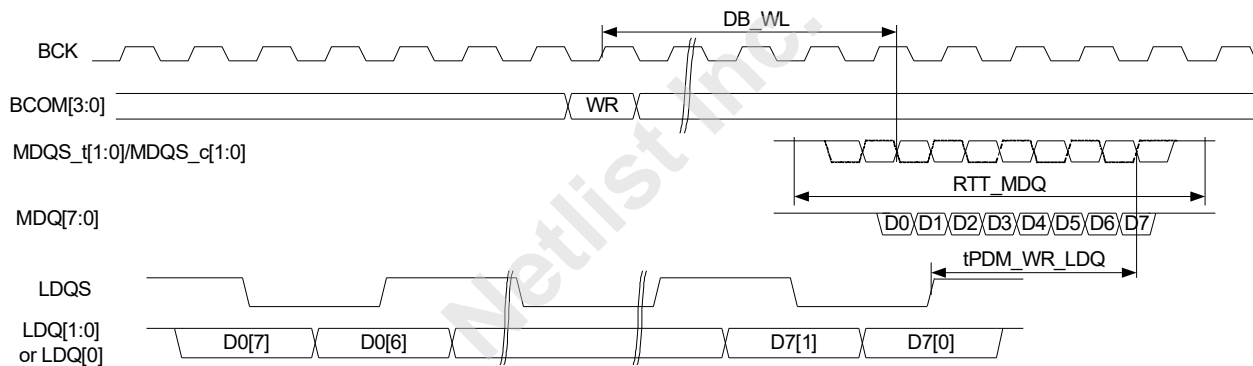 DB_WL
BCK
BCOM[3:0]
WR
MDQS_t[1:0]/MDQS_c[1:0]
RTT_MDQ
MDQ[7:0]
D0 D1 D2 D3 D4 D5 D6 D7
tPDM_WR_LDQ
LDQS
LDQ[1:0]
or LDQ[0]
D0[7] D0[6] D7[1] D7[0]
Netlist Inc.